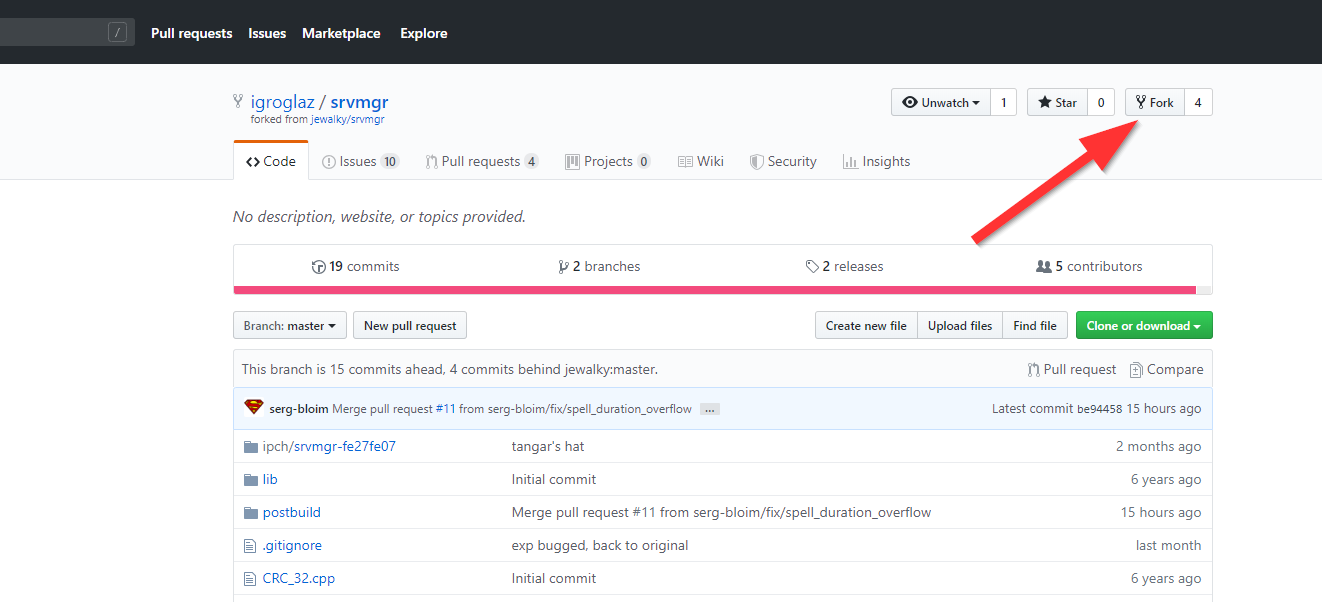 / Pull requests Issues Marketplace Explore
igroglaz / srvmgr Unwatch 1 Star 0 Fork 4
forked from jewalky/srvmgr
Code Issues 10 Pull requests 4 Projects 0 Wiki Security Insights
No description, website, or topics provided.
19 commits 2 branches 2 releases 5 contributors
Branch: master New pull request Create new file Upload files Find file Clone or download
This branch is 15 commits ahead, 4 commits behind jewalky:master. Pull request Compare
serg-bloim Merge pull request #11 from serg-bloim/fix/spell_duration_overflow ... Latest commit be94458 15 hours ago
ipch/srvmgr-fe27fe07 tangar's hat 2 months ago
lib Initial commit 6 years ago
postbuild Merge pull request #11 from serg-bloim/fix/spell_duration_overflow 15 hours ago
.gitignore exp bugged, back to original last month
CRC_32.cpp Initial commit 6 years ago